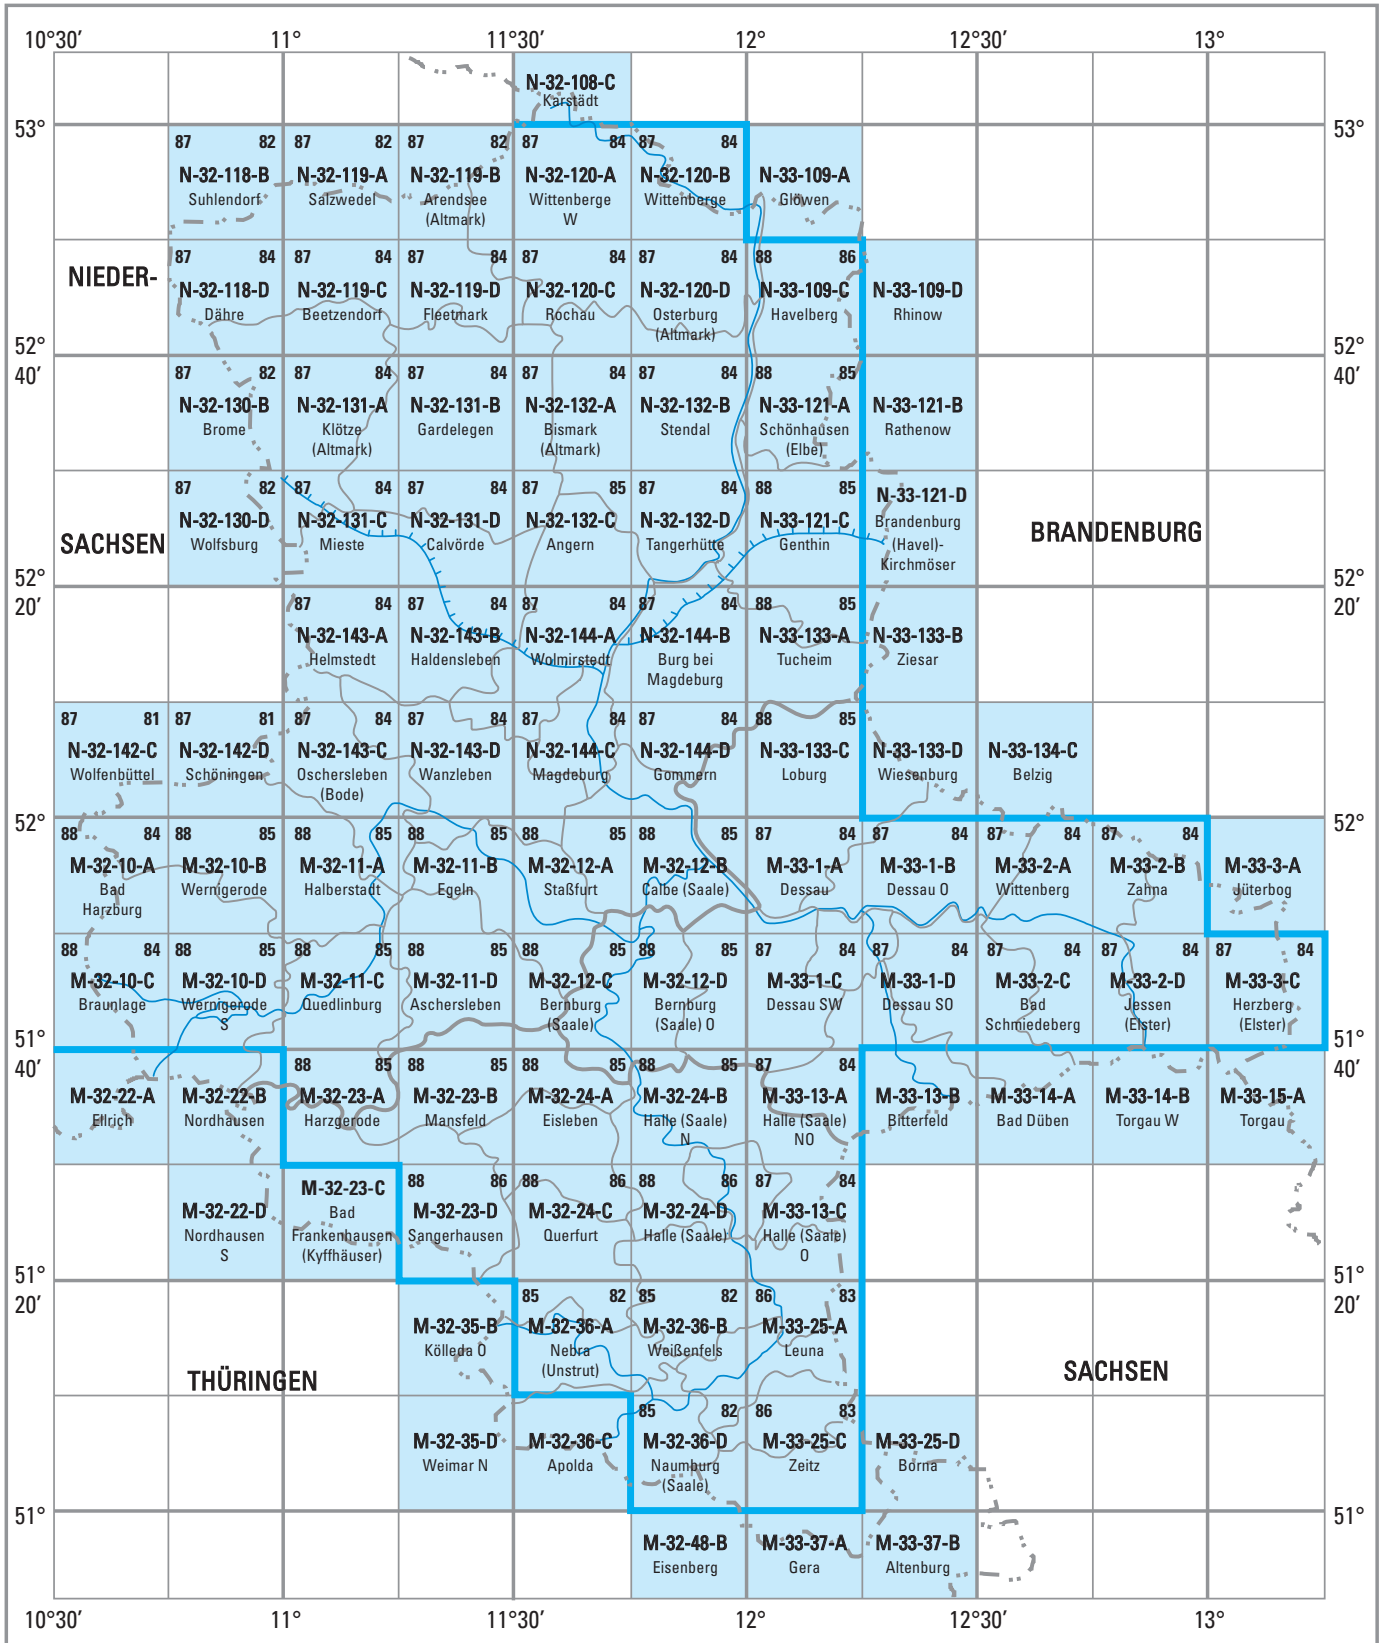 10°30′ 11° 11°30′ 12° 12°30′ 13°
N-32-108-C
Karstädt
53° 53°
87 82 87 82 87 82 87 84 87 84
N-32-118-B N-32-119-A N-32-119-B N-32-120-A N-32-120-B N-33-109-A
Suhlendorf Salzwedel Arendsee Wittenberge Wittenberge Glöwen
(Altmark) W
87 84 87 84 87 84 87 84 87 84 88 86
NIEDER-
N-32-118-D N-32-119-C N-32-119-D N-32-120-C N-32-120-D N-33-109-C N-33-109-D
Dähre Beetzendorf Fleetmark Rochau Osterburg Havelberg Rhinow
(Altmark)
52° 52°
40′ 40′
87 82 87 84 87 84 87 84 87 84 88 85
N-32-130-B N-32-131-A N-32-131-B N-32-132-A N-32-132-B N-33-121-A N-33-121-B
Brome Klötze Gardelegen Bismark Stendal Schönhausen Rathenow
(Altmark) (Altmark) (Elbe)
87 82 87 84 87 84 87 85 87 84 88 85
N-32-130-D N-32-131-C N-32-131-D N-32-132-C N-32-132-D N-33-121-C N-33-121-D
Wolfsburg Mieste Calvörde Angern Tangerhütte Genthin Brandenburg
(Havel)-
Kirchmöser
SACHSEN BRANDENBURG
52° 52°
20′ 20′
87 84 87 84 87 84 87 84 88 85
N-32-143-A N-32-143-B N-32-144-A N-32-144-B N-33-133-A N-33-133-B
Helmstedt Haldensleben Wolmirstedt Burg bei Tucheim Ziesar
Magdeburg
87 81 87 81 87 84 87 84 87 84 87 84 88 85
N-32-142-C N-32-142-D N-32-143-C N-32-143-D N-32-144-C N-32-144-D N-33-133-C N-33-133-D N-33-134-C
Wolfenbüttel Schöningen Oschersleben Wanzleben Magdeburg Gommern Loburg Wiesenburg Belzig
(Bode)
52° 52°
88 84 88 85 88 85 88 85 88 85 88 85 87 84 87 84 87 84 87 84
M-32-10-A M-32-10-B M-32-11-A M-32-11-B M-32-12-A M-32-12-B M-33-1-A M-33-1-B M-33-2-A M-33-2-B M-33-3-A
Bad Wernigerode Halberstadt Egeln Staßfurt Calbe (Saale) Dessau Dessau O Wittenberg Zahna Jüterbog
Harzburg
88 84 88 85 88 85 88 85 88 85 88 85 87 84 87 84 87 84 87 84 87 84
M-32-10-C M-32-10-D M-32-11-C M-32-11-D M-32-12-C M-32-12-D M-33-1-C M-33-1-D M-33-2-C M-33-2-D M-33-3-C
Braunlage Wernigerode Quedlinburg Aschersleben Bernburg Bernburg Dessau SW Dessau SO Bad Jessen Herzberg
S (Saale) (Saale) O Schmiedeberg (Elster) (Elster)
51° 51°
40′ 40′
88 85 88 85 88 85 88 85 87 84
M-32-22-A M-32-22-B M-32-23-A M-32-23-B M-32-24-A M-32-24-B M-33-13-A M-33-13-B M-33-14-A M-33-14-B M-33-15-A
Ellrich Nordhausen Harzgerode Mansfeld Eisleben Halle (Saale) Halle (Saale) Bitterfeld Bad Düben Torgau W Torgau
N NO
88 86 88 86 88 86 87 84
M-32-22-D M-32-23-C M-32-23-D M-32-24-C M-32-24-D M-33-13-C
Nordhausen Bad Sangerhausen Querfurt Halle (Saale) Halle (Saale)
S Frankenhausen O
(Kyffhäuser)
51° 51°
20′ 20′
85 82 85 82 86 83
M-32-35-B M-32-36-A M-32-36-B M-33-25-A
Kölleda O Nebra Weißenfels Leuna
(Unstrut)
THÜRINGEN SACHSEN
85 82 86 83
M-32-35-D M-32-36-C M-32-36-D M-33-25-C M-33-25-D
Weimar N Apolda Naumburg Zeitz Borna
(Saale)
51° 51°
M-32-48-B M-33-37-A M-33-37-B
Eisenberg Gera Altenburg
10°30′ 11° 11°30′ 12° 12°30′ 13°